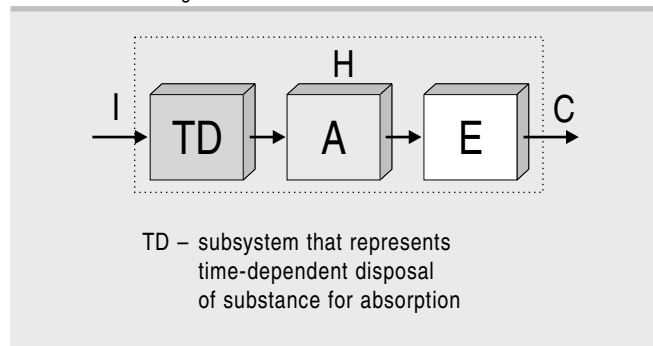 H
I
TD
A
E
C
TD – subsystem that represents
time-dependent disposal
of substance for absorption